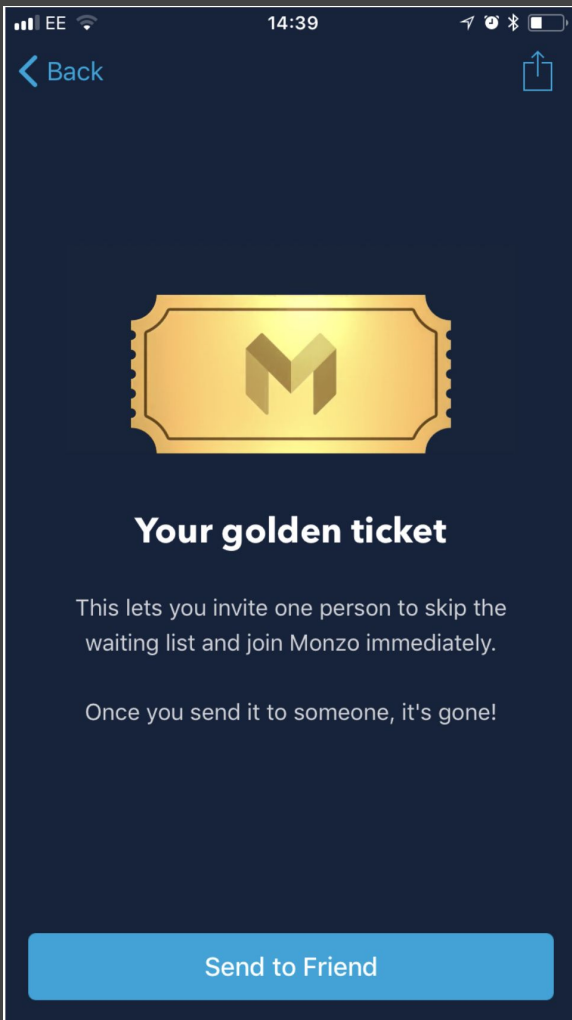 EE 14:39
Back
Your golden ticket
This lets you invite one person to skip the
waiting list and join Monzo immediately.
Once you send it to someone, it's gone!
Send to Friend